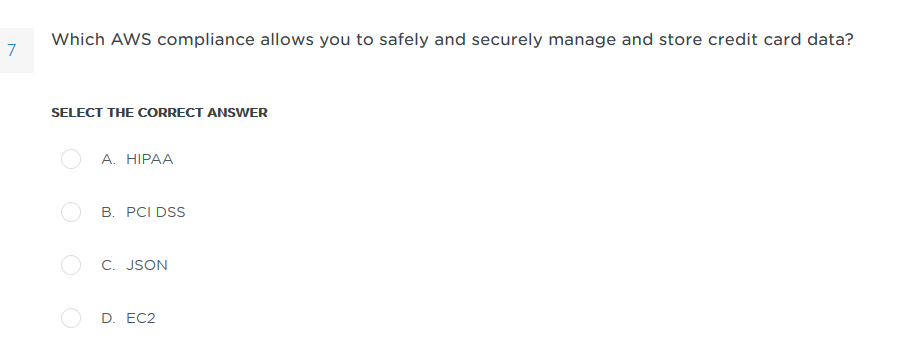 7
Which AWS compliance allows you to safely and securely manage and store credit card data?
SELECT THE CORRECT ANSWER
A. HIPAA
B. PCI DSS
C. JSON
D. EC2